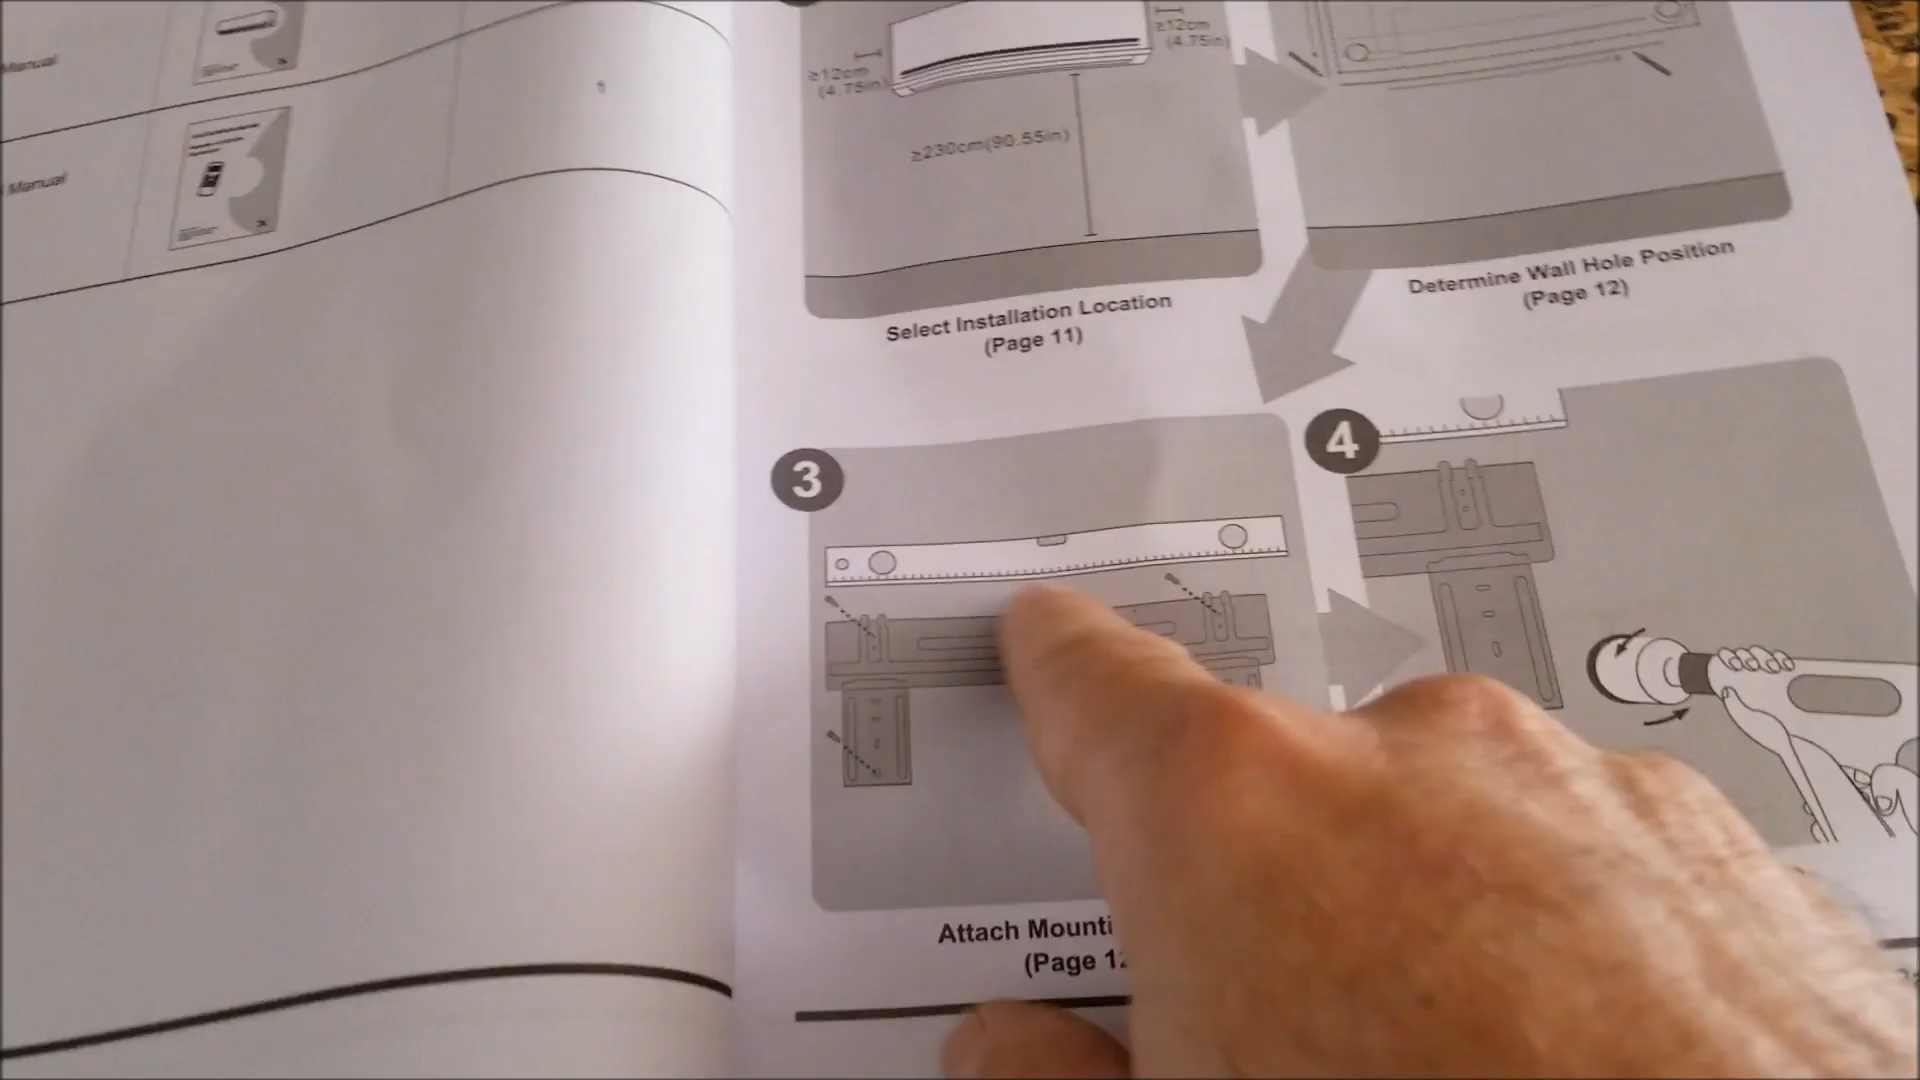 Manual
1
Manual
≥12cm
(4.75in)
≥12cm
(4.75in)
≥230cm(90.55in)
Select Installation Location
(Page 11)
Determine Wall Hole Position
(Page 12)
3
4
Attach Mounti
(Page 12